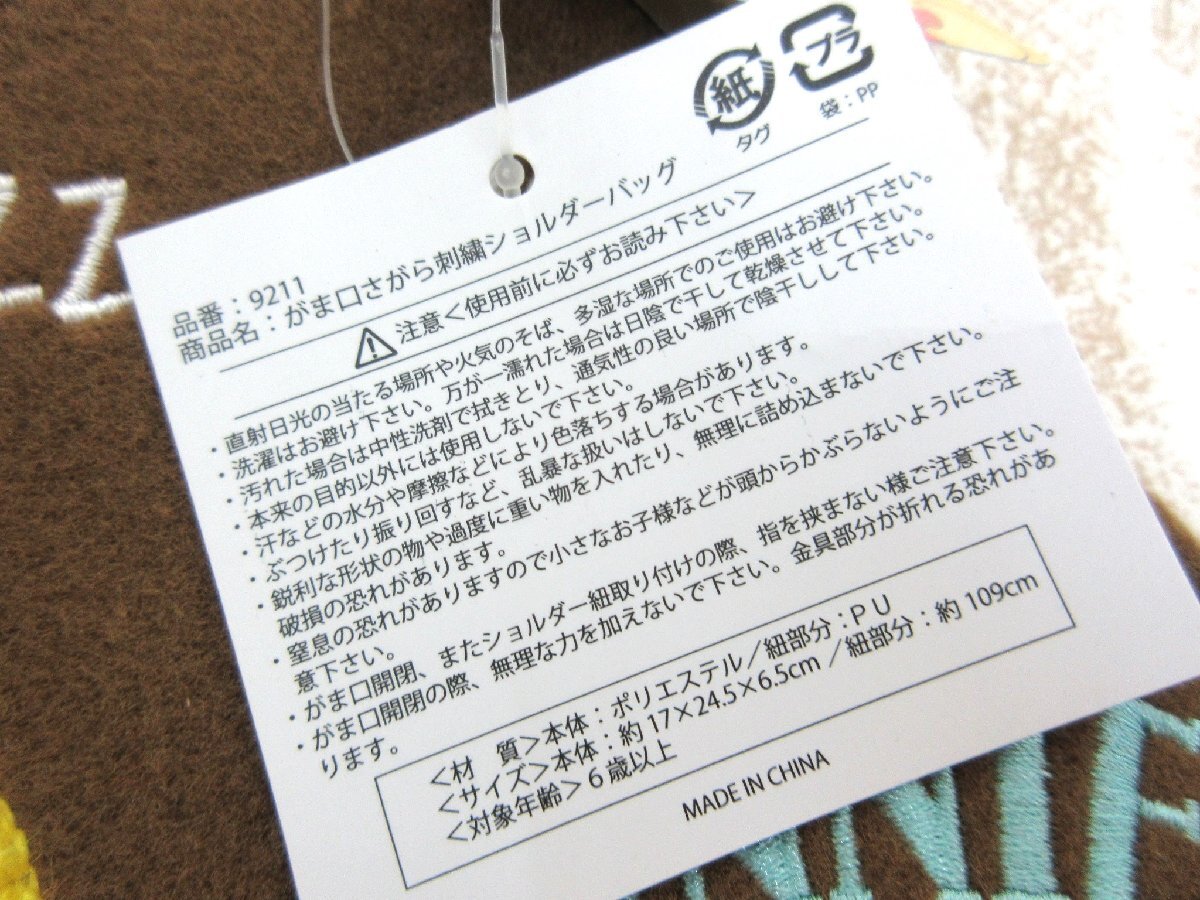 紙
タグ
プラ
袋：PP
品番：9211
商品名：がま口さがら刺繍ショルダーバッグ
注意＜使用前に必ずお読み下さい＞
・直射日光の当たる場所や火気のそば、多湿な場所でのご使用はお避け下さい。
・洗濯はお避け下さい。万が一濡れた場合は日陰で干して乾燥させて下さい。
・汚れた場合は中性洗剤で拭きとり、通気性の良い場所で陰干しして下さい。
・本来の目的以外には使用しないで下さい。
・汗などの水分や摩擦などにより色落ちする場合があります。
・ぶつけたり振り回すなど、乱暴な扱いはしないで下さい。
・鋭利な形状の物や過度に重い物を入れたり、無理に詰め込まないで下さい。
破損の恐れがあります。
・窒息の恐れがありますので小さなお子様などが頭からかぶらないようにご注
意下さい。
・がま口開閉、またショルダー紐取り付けの際、指を挟まない様ご注意下さい。
・がま口開閉の際、無理な力を加えないで下さい。金具部分が折れる恐れがあ
ります。
＜材　質＞本体：ポリエステル／紐部分：ＰＵ
＜サイズ＞本体：約17×24.5×6.5cm／紐部分：約109cm
＜対象年齢＞6歳以上
MADE IN CHINA